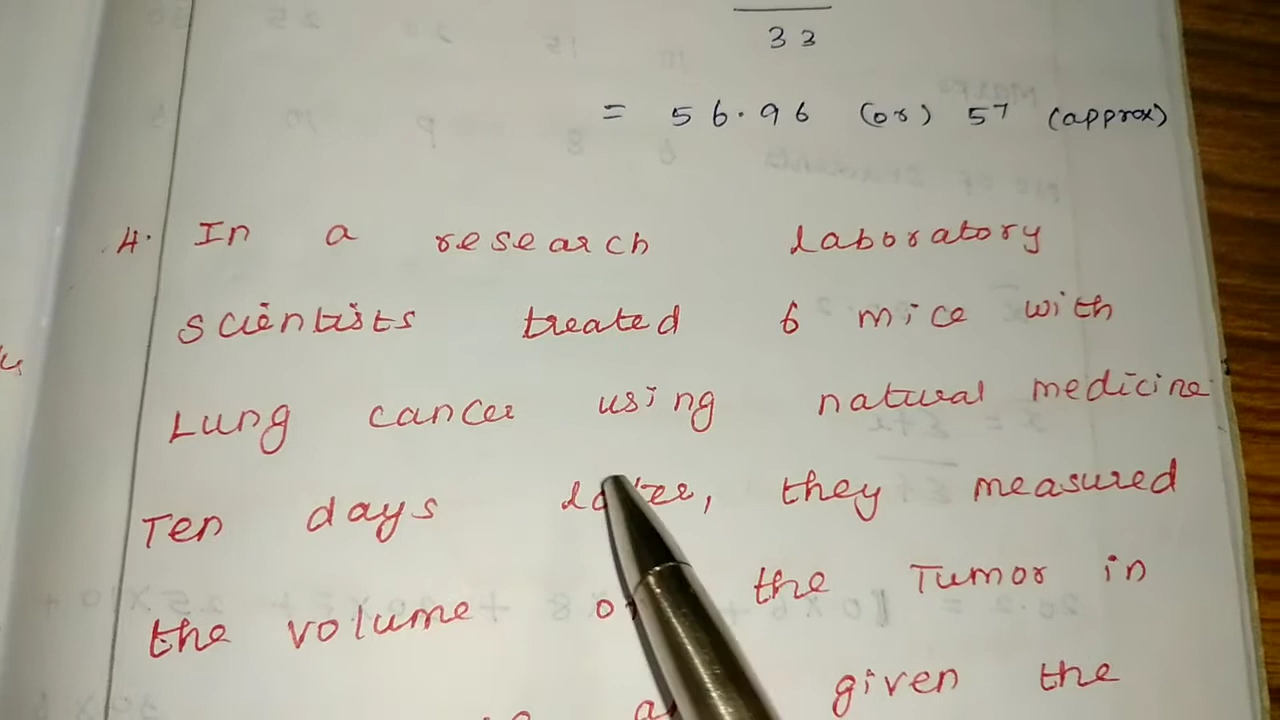 33
= 56.96 (or) 57 (approx)
4. In a research laboratory
scientists treated 6 mice with
Lung cancer using natural medicine.
Ten days they measured
the volume the Tumor in
given the